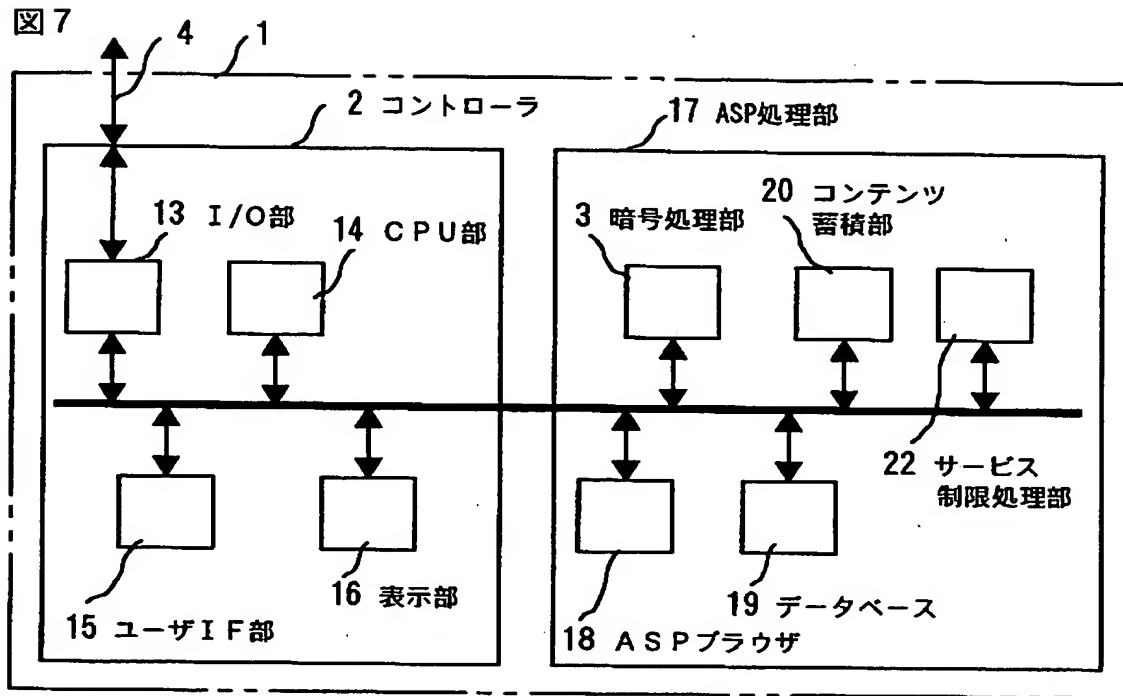 図7
4
1
2 コントローラ
17 ASP処理部
13 I/O部
14 CPU部
3 暗号処理部
20 コンテンツ
蓄積部
22 サービス
制限処理部
15 ユーザIF部
16 表示部
18 ASPブラウザ
19 データベース